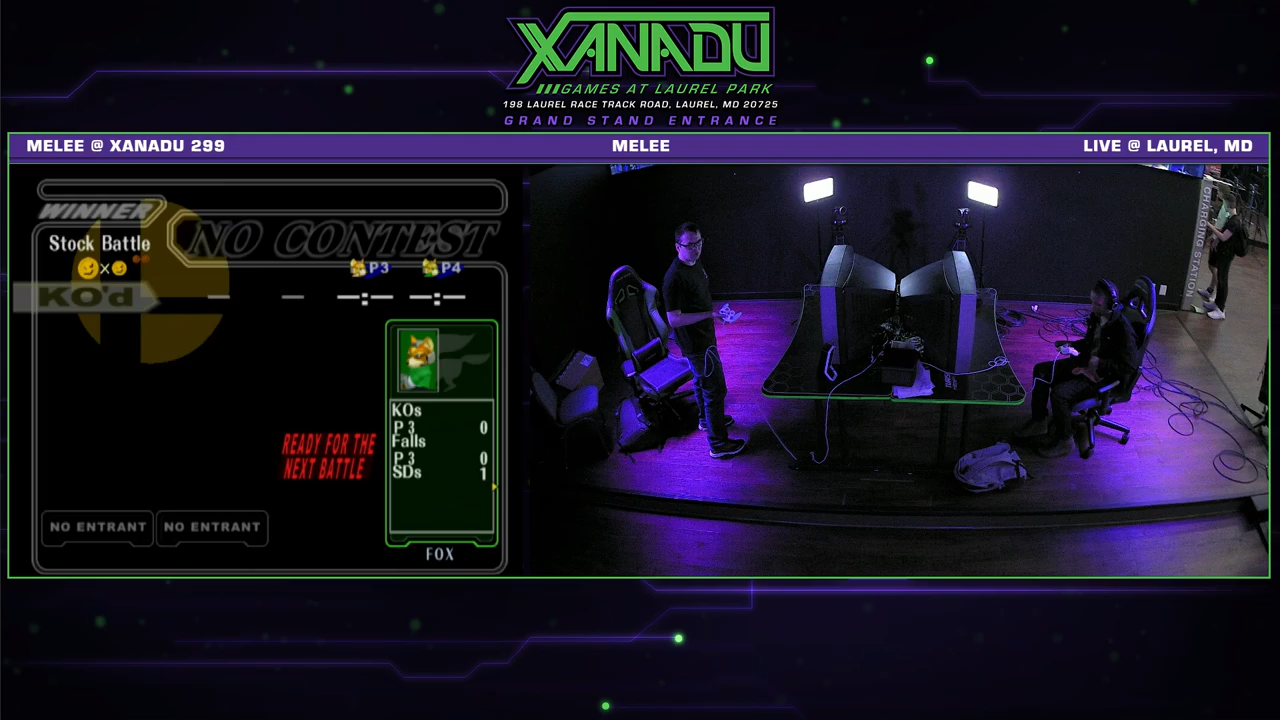 XANADU
GAMES AT LAUREL PARK
198 LAUREL RACE TRACK ROAD, LAUREL, MD 20725
GRAND STAND ENTRANCE
MELEE @ XANADU 299
MELEE
LIVE @ LAUREL, MD
WINNER
NO CONTEST
Stock Battle
P3
P4
KO'd
KOs
P3 0
Falls
P3 0
SDs 1
READY FOR THE
NEXT BATTLE
NO ENTRANT
NO ENTRANT
FOX
CHARGING STATION